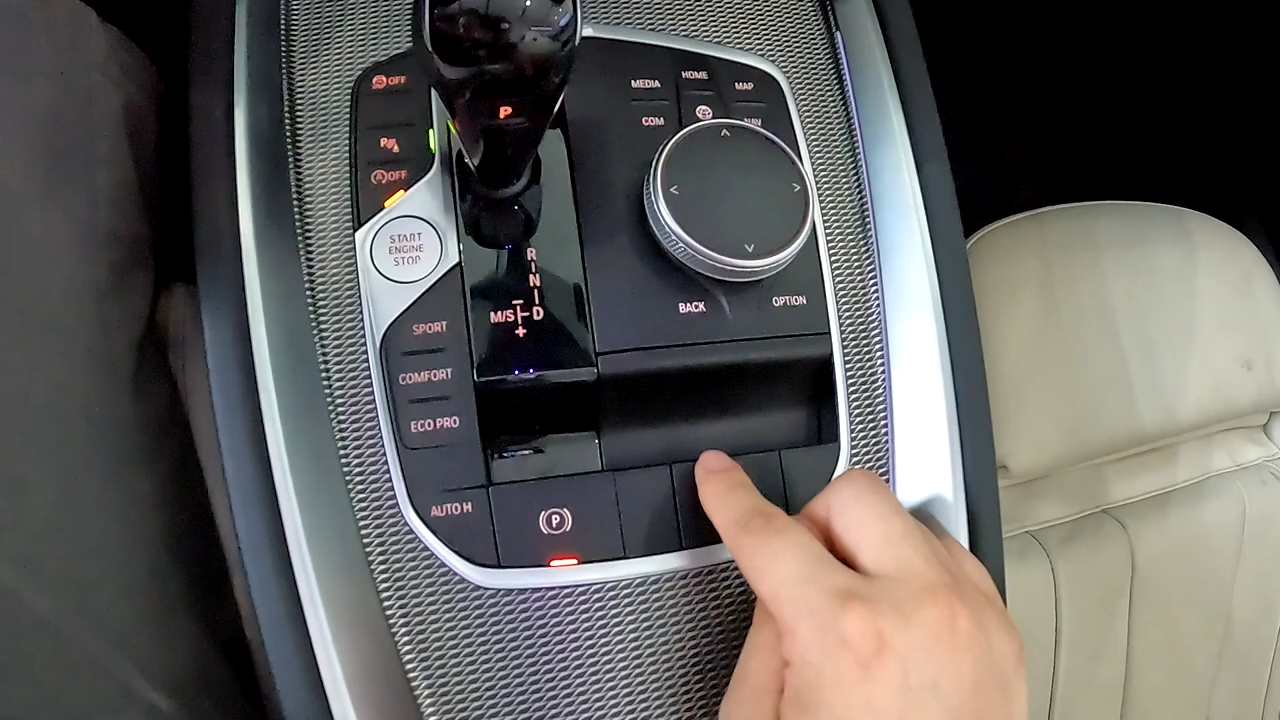 OFF
P
P
OFF
START
ENGINE
STOP
SPORT
COMFORT
ECO PRO
AUTO H
R
N
M/S
D
+
P
MEDIA
HOME
MAP
COM
NAV
BACK
OPTION